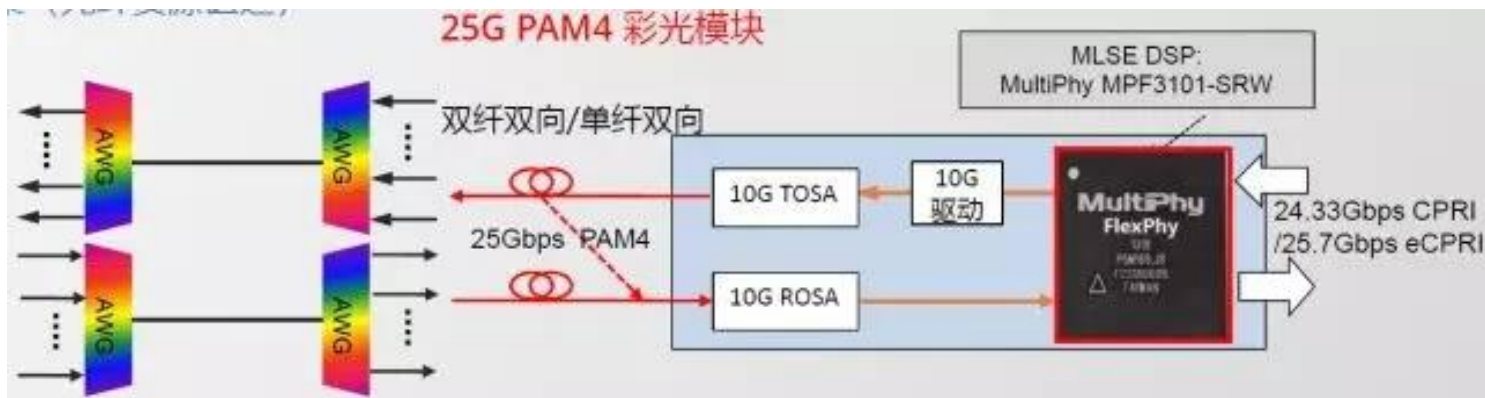 25G PAM4 彩光模块
MLSE DSP:
MultiPhy MPF3101-SRW
双纤双向/单纤双向
AWG
AWG
10G TOSA
10G
驱动
MultiPhy
FlexPhy
24.33Gbps CPRI
/25.7Gbps eCPRI
25Gbps PAM4
10G ROSA
AWG
AWG
TAIWAN